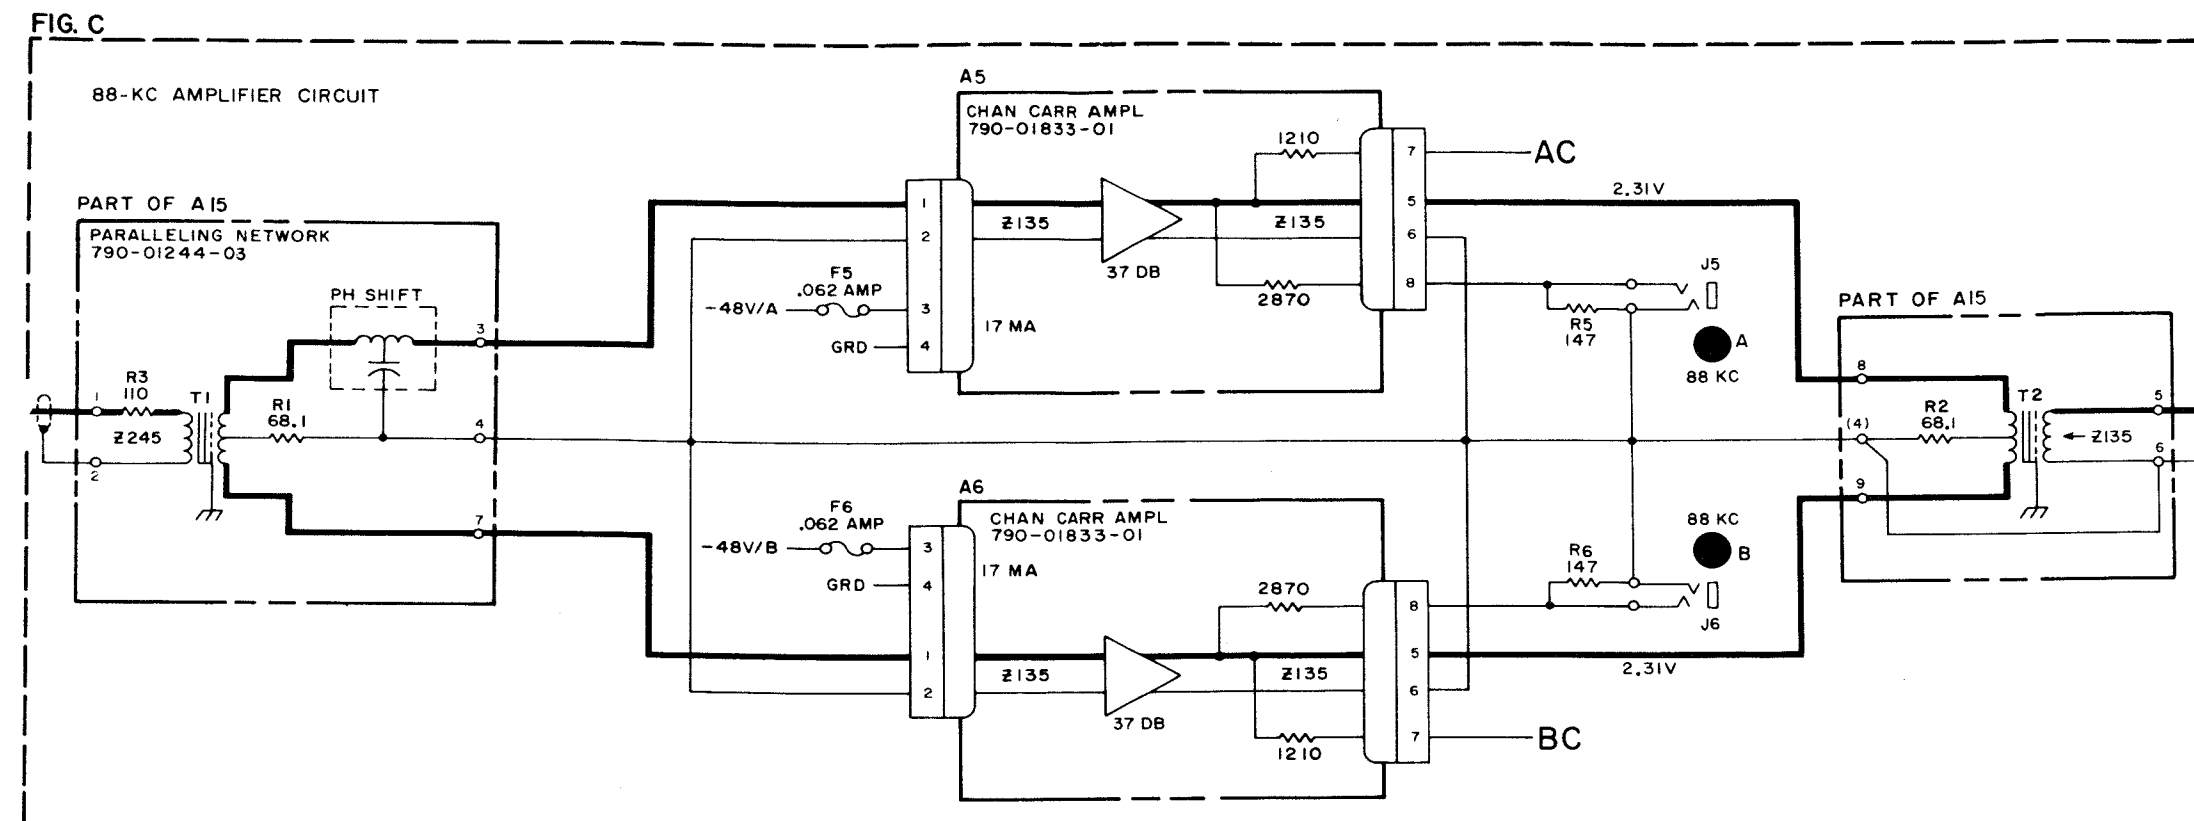 FIG. C
88-KC AMPLIFIER CIRCUIT
PART OF A15
PARALLELING NETWORK
790-01244-03
PH SHIFT
3
R3
110
1
T1
R1
68.1
Z245
4
2
7
A5
CHAN CARR AMPL
790-01833-01
1210
7
AC
1
Z135
5
2.31V
2
Z135
6
37 DB
F5
.062 AMP
-48V/A
3
2870
8
J5
17 MA
R5
147
GRD
4
A
88 KC
PART OF A15
8
T2
5
R2
68.1
(4)
Z135
6
9
A6
CHAN CARR AMPL
790-01833-01
F6
.062 AMP
-48V/B
3
17 MA
GRD
4
88 KC
B
R6
147
2870
8
J6
1
Z135
Z135
5
2.31V
2
6
37 DB
1210
7
BC